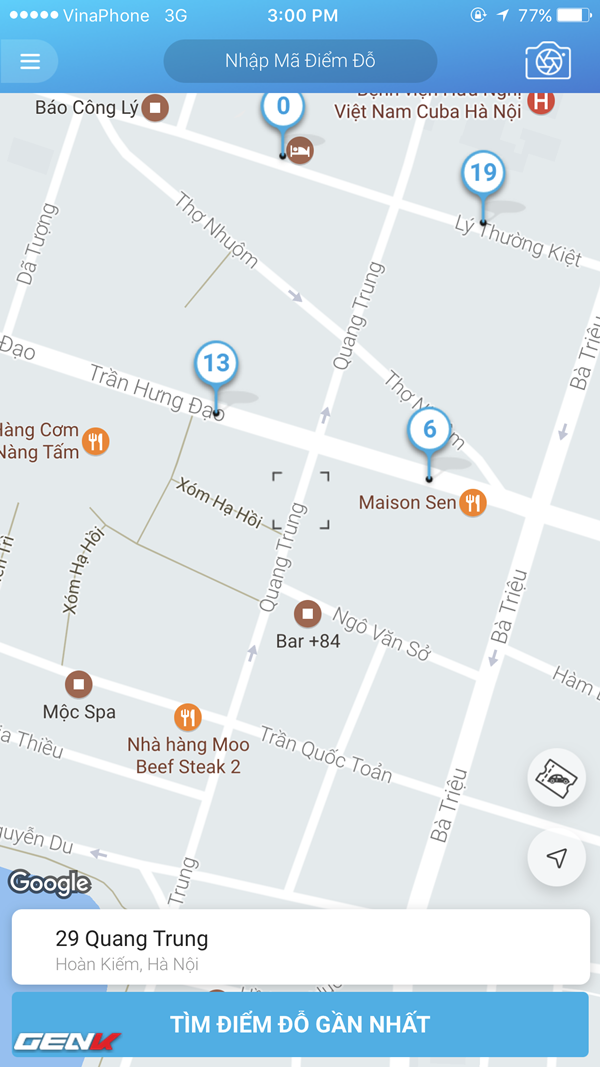 VinaPhone 3G 3:00 PM 77%
Nhập Mã Điểm Đỗ
Báo Công Lý
0
Việt Nam Cuba Hà Nội
H
19
Thợ Nhuộm
Lý Thường Kiệt
Dã Tượng
Quang Trung
Bà Triệu
Đạo
13
Trần Hưng Đạo
Thợ Nhuộm
6
Hàng Cơm
Nàng Tấm
Maison Sen
Xóm Hạ Hồi
Xóm Hạ Hồi
Quang Trung
Bà Triệu
Bar +84
Ngô Văn Sở
Hàm
Mộc Spa
Nhà hàng Moo
Beef Steak 2
Trần Quốc Toản
Thiều
Bà Triệu
Nguyễn Du
Trung
Google
29 Quang Trung
Hoàn Kiếm, Hà Nội
TÌM ĐIỂM ĐỖ GẦN NHẤT
GENK